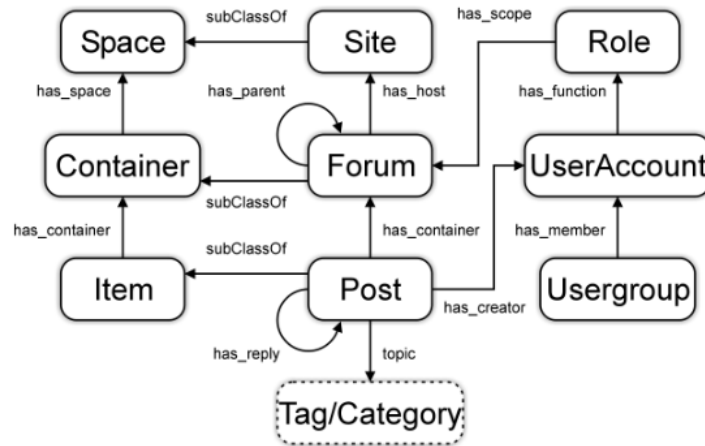 subClassOf
has_scope
Space
Site
Role
has_space
has_parent
has_host
has_function
Container
Forum
UserAccount
subClassOf
has_container
subClassOf
has_container
has_member
Item
Post
Usergroup
has_creator
has_reply
topic
Tag/Category